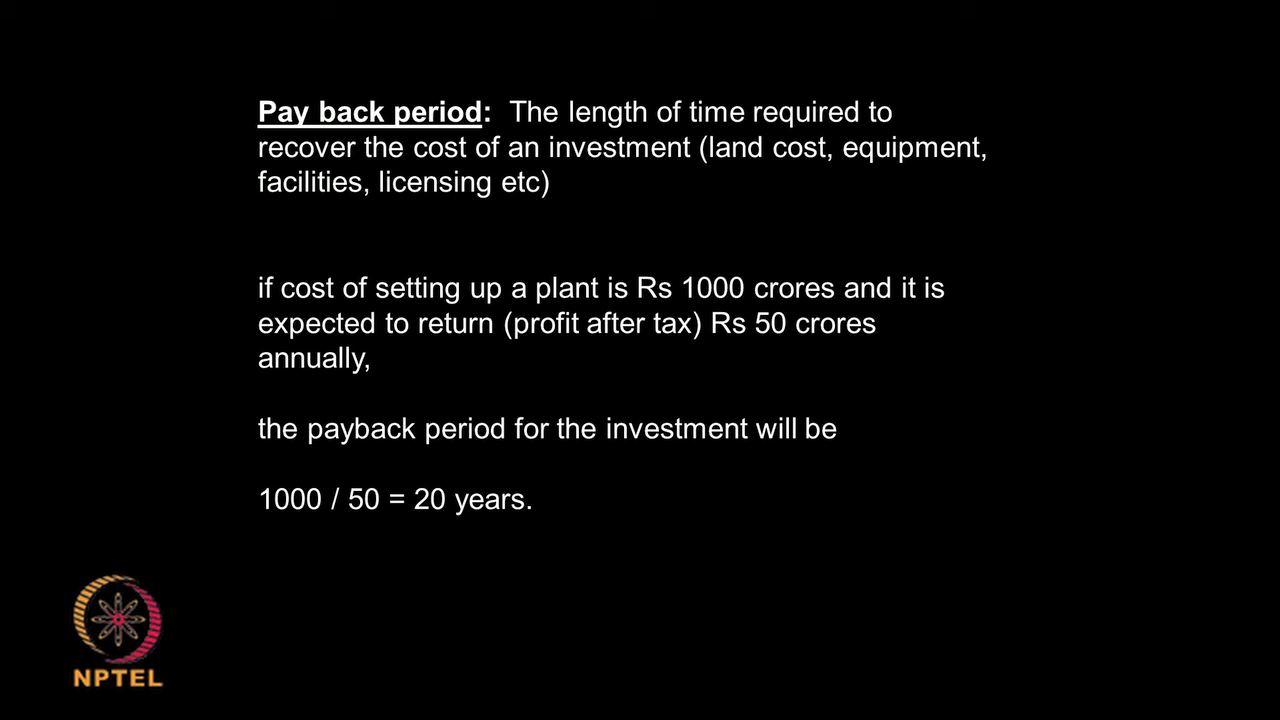 Pay back period: The length of time required to
recover the cost of an investment (land cost, equipment,
facilities, licensing etc)
if cost of setting up a plant is Rs 1000 crores and it is
expected to return (profit after tax) Rs 50 crores
annually,
the payback period for the investment will be
1000 / 50 = 20 years.
NPTEL